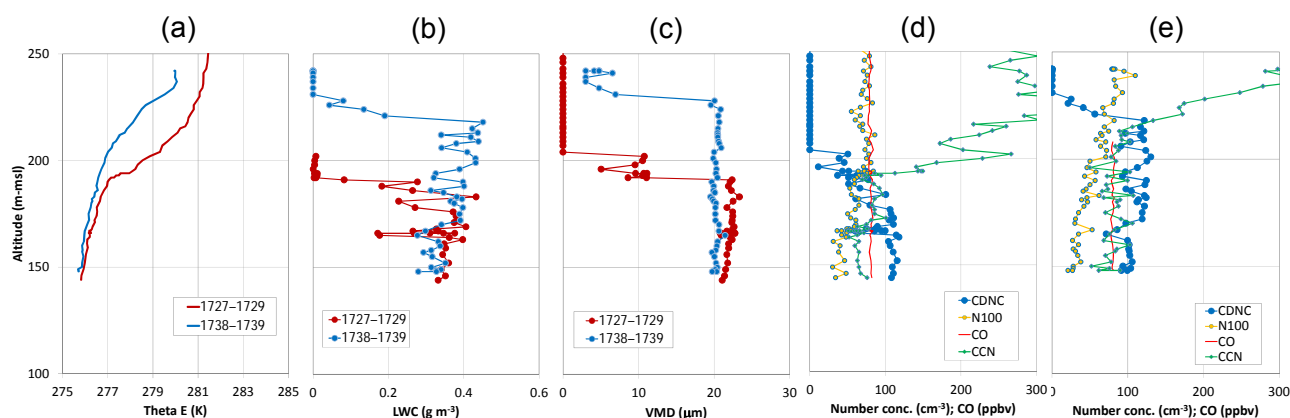 (a) (b) (c) (d) (e)
250
200
150
100
Altitude (m-msl)
275 277 279 281 283 285
Theta E (K)
1727–1729
1738–1739
0 0.2 0.4 0.6
LWC (g m⁻³)
1727–1729
1738–1739
0 10 20 30
VMD (μm)
1727–1729
1738–1739
0 100 200 300
Number conc. (cm⁻³); CO (ppbv)
CDNC
N100
CO
CCN
0 100 200 300
Number conc. (cm⁻³); CO (ppbv)
CDNC
N100
CO
CCN